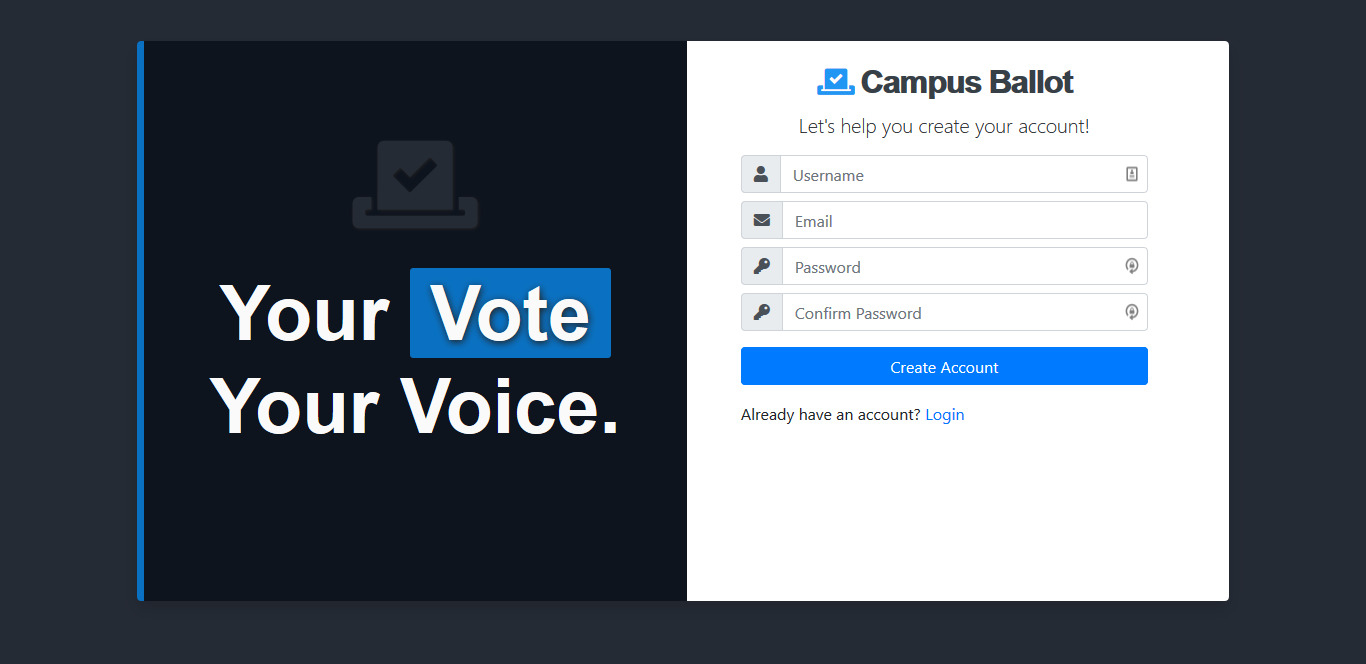 Your Vote
Your Voice.
Campus Ballot
Let's help you create your account!
Username
Email
Password
Confirm Password
Create Account
Already have an account? Login